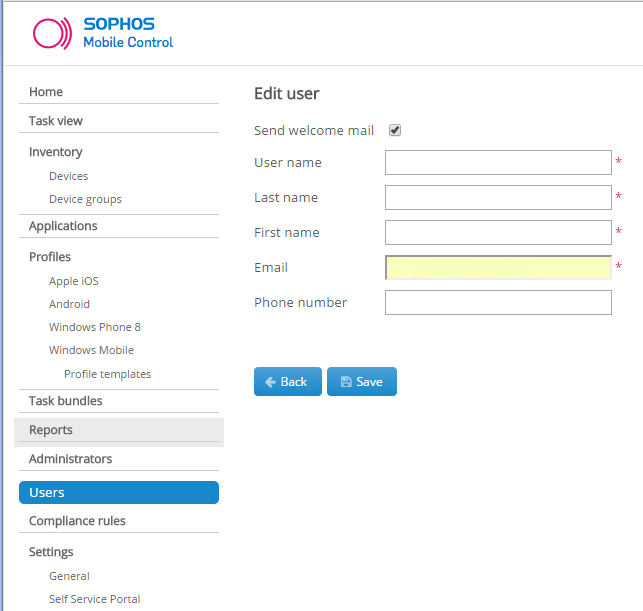 SOPHOS
Mobile Control
Home
Task view
Inventory
Devices
Device groups
Applications
Profiles
Apple iOS
Android
Windows Phone 8
Windows Mobile
Profile templates
Task bundles
Reports
Administrators
Users
Compliance rules
Settings
General
Self Service Portal
Edit user
Send welcome mail
User name *
Last name *
First name *
Email *
Phone number
Back Save